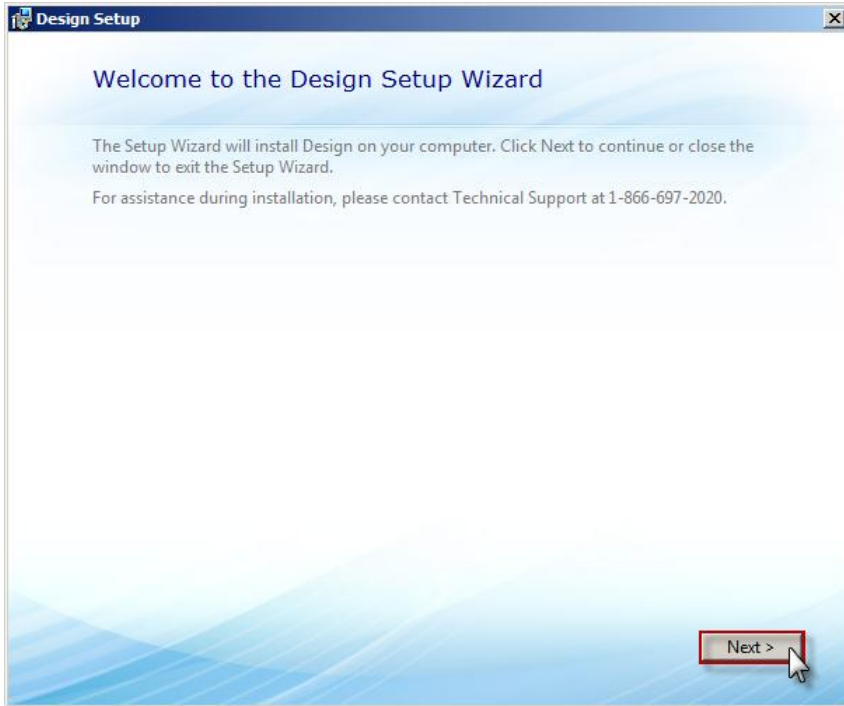 Design Setup
Welcome to the Design Setup Wizard
The Setup Wizard will install Design on your computer. Click Next to continue or close the
window to exit the Setup Wizard.
For assistance during installation, please contact Technical Support at 1-866-697-2020.
Next >